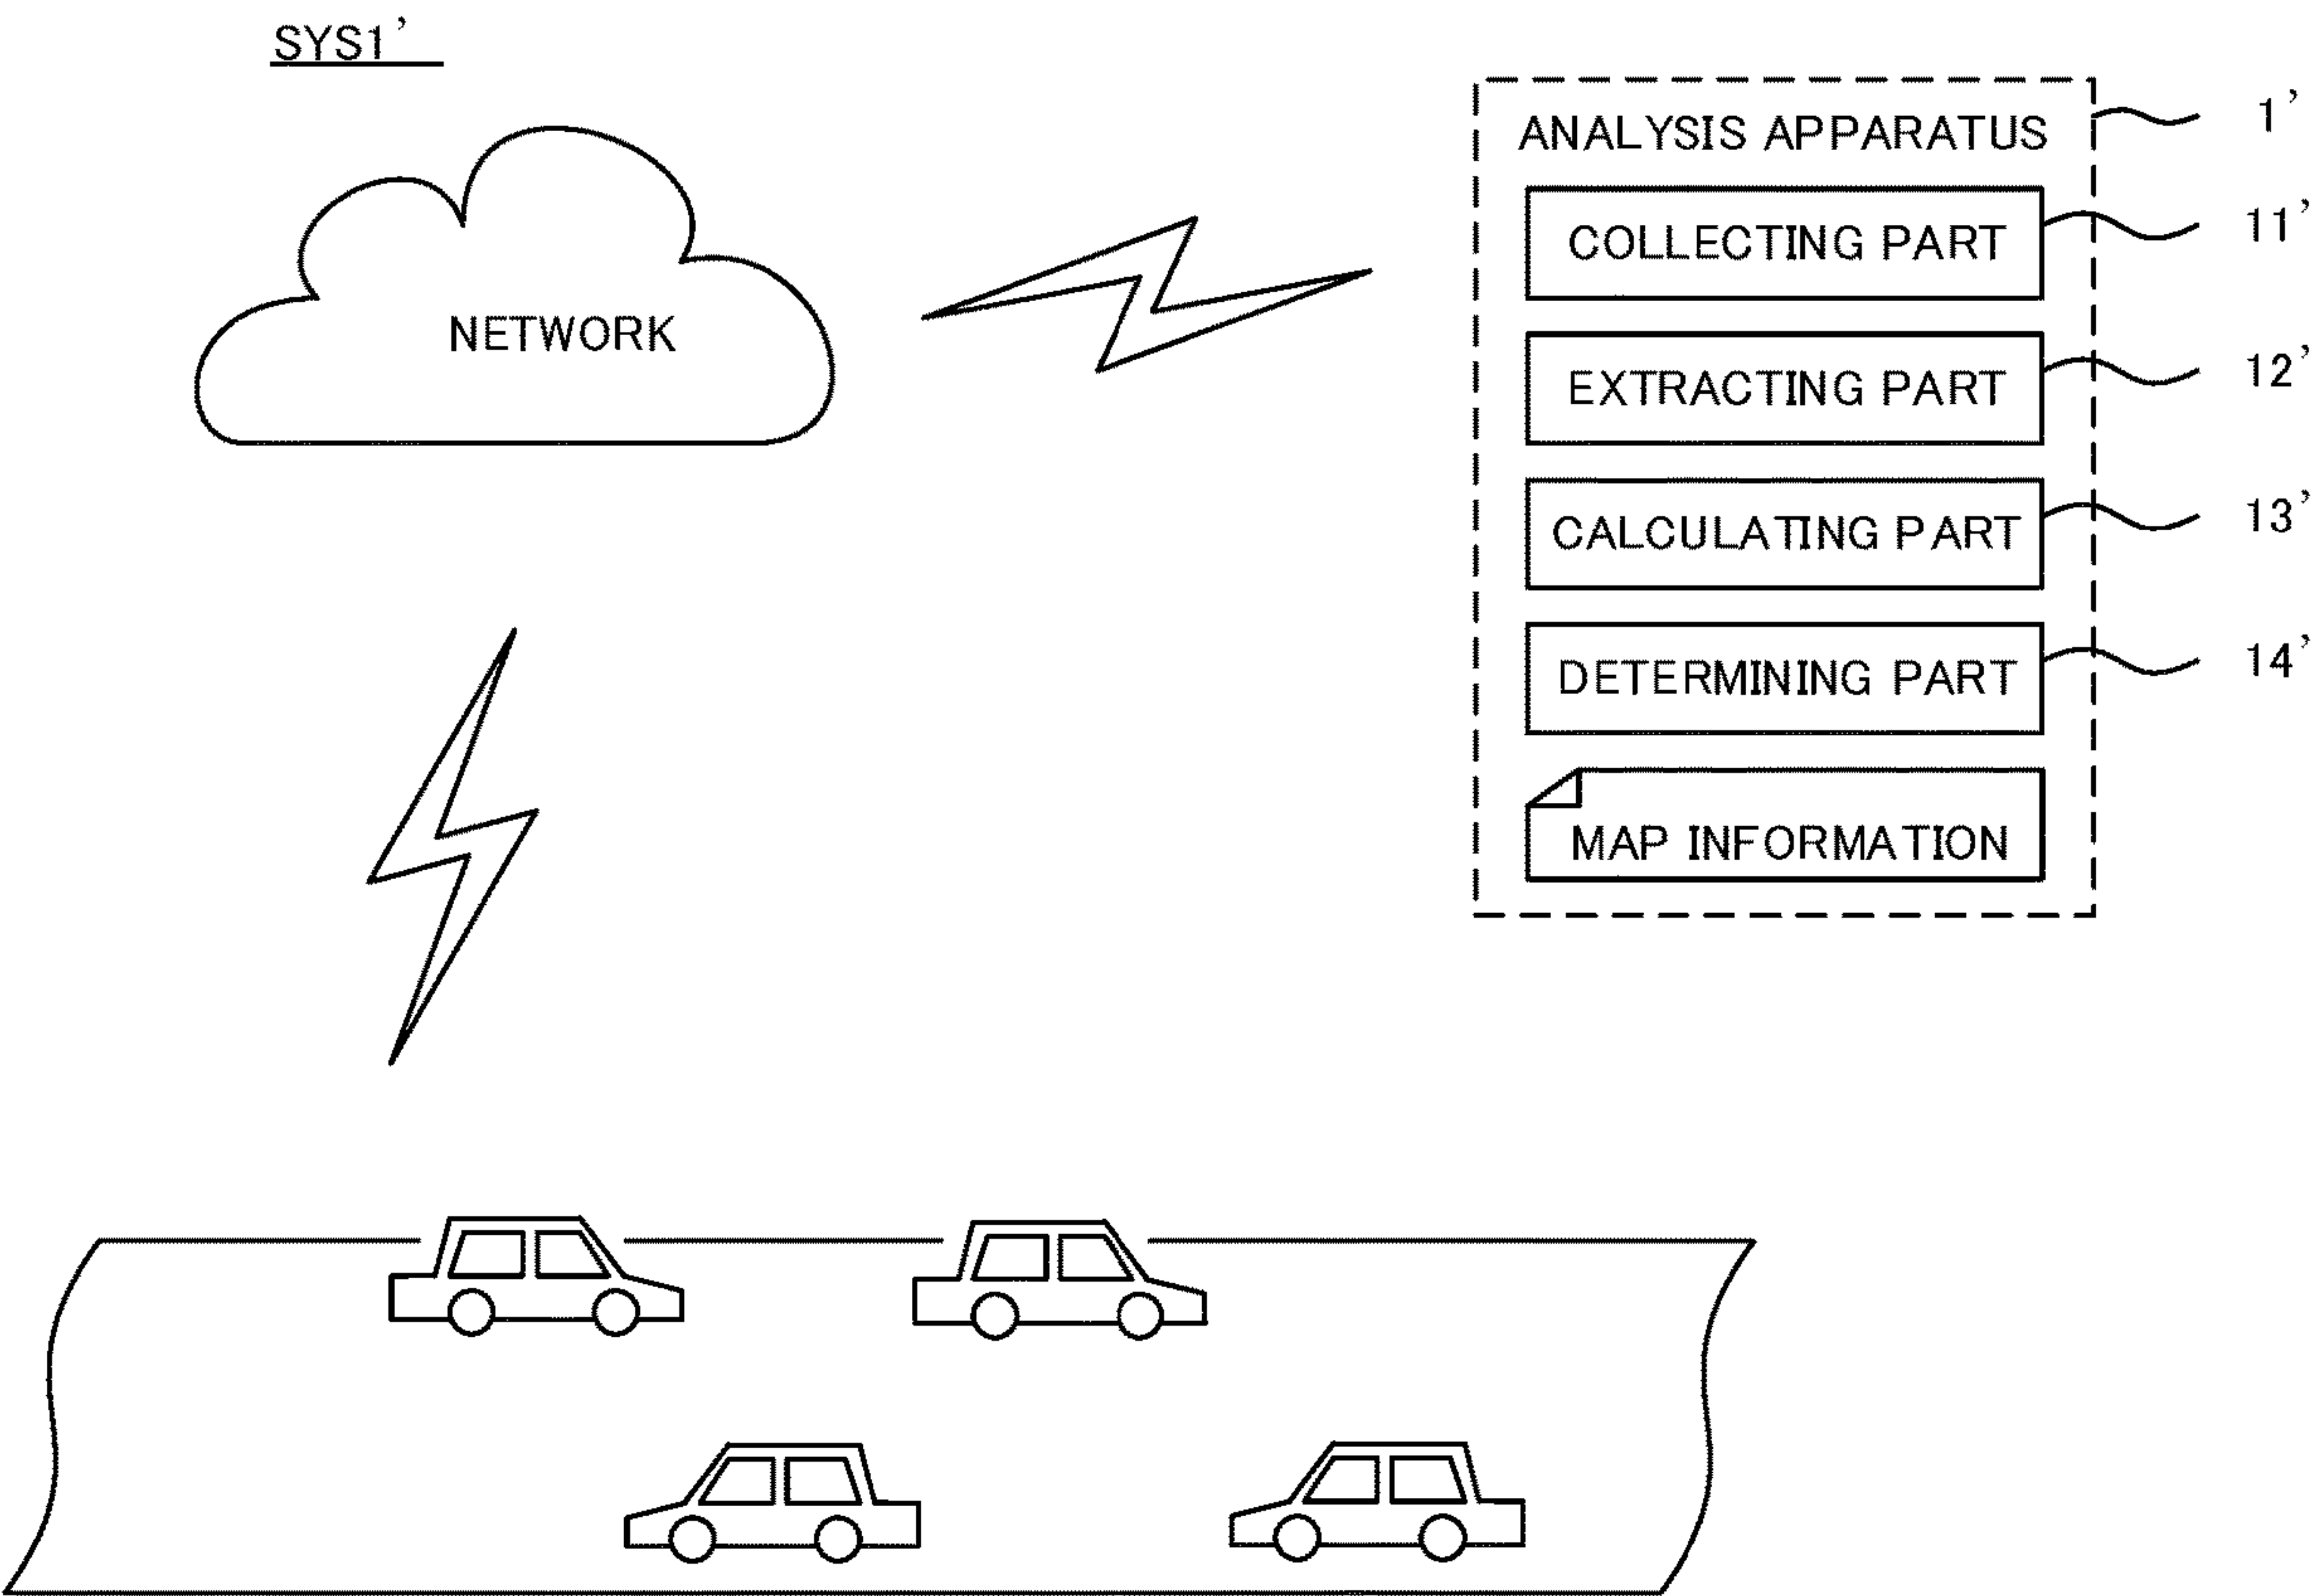 SYS1’
NETWORK
ANALYSIS APPARATUS
1’
COLLECTING PART
11’
EXTRACTING PART
12’
CALCULATING PART
13’
DETERMINING PART
14’
MAP INFORMATION